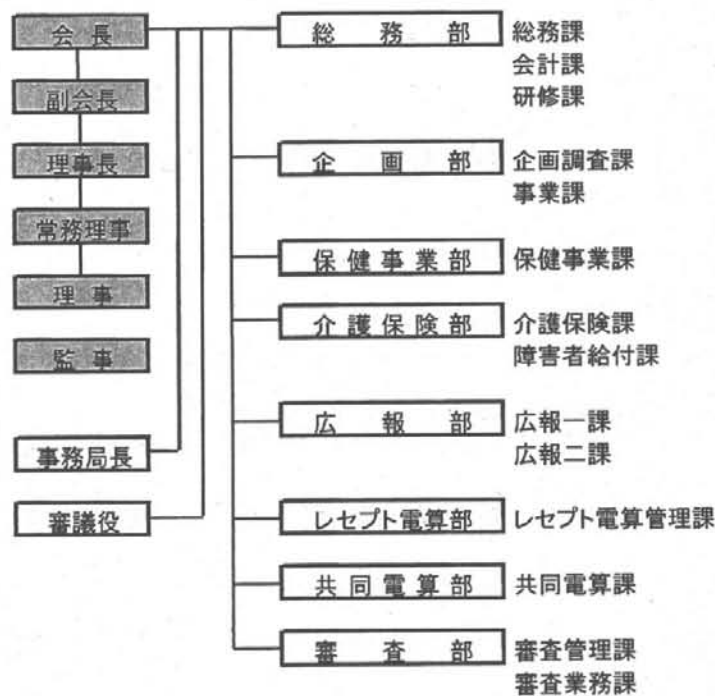 会長
副会長
理事長
常務理事
理事
監事
事務局長
審議役
総務部
総務課
会計課
研修課
企画部
企画調査課
事業課
保健事業部
保健事業課
介護保険部
介護保険課
障害者給付課
広報部
広報一課
広報二課
レセプト電算部
レセプト電算管理課
共同電算部
共同電算課
審査部
審査管理課
審査業務課